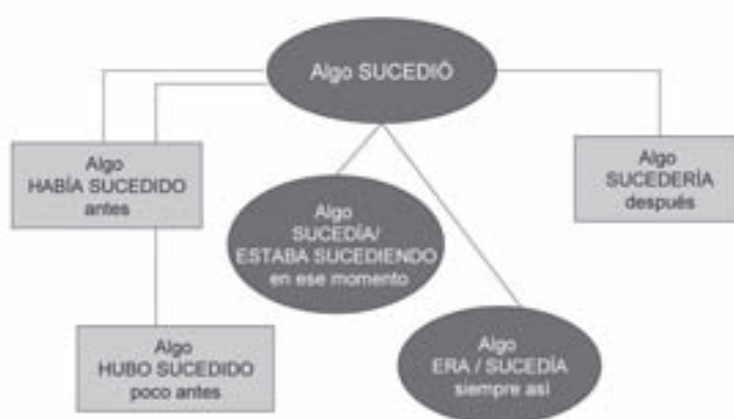 Algo SUCEDIÓ
Algo
HABÍA SUCEDIDO
antes
Algo
SUCEDÍA/
ESTABA SUCEDIENDO
en ese momento
Algo
SUCEDERÍA
después
Algo
HUBO SUCEDIDO
poco antes
Algo
ERA / SUCEDÍA
siempre así